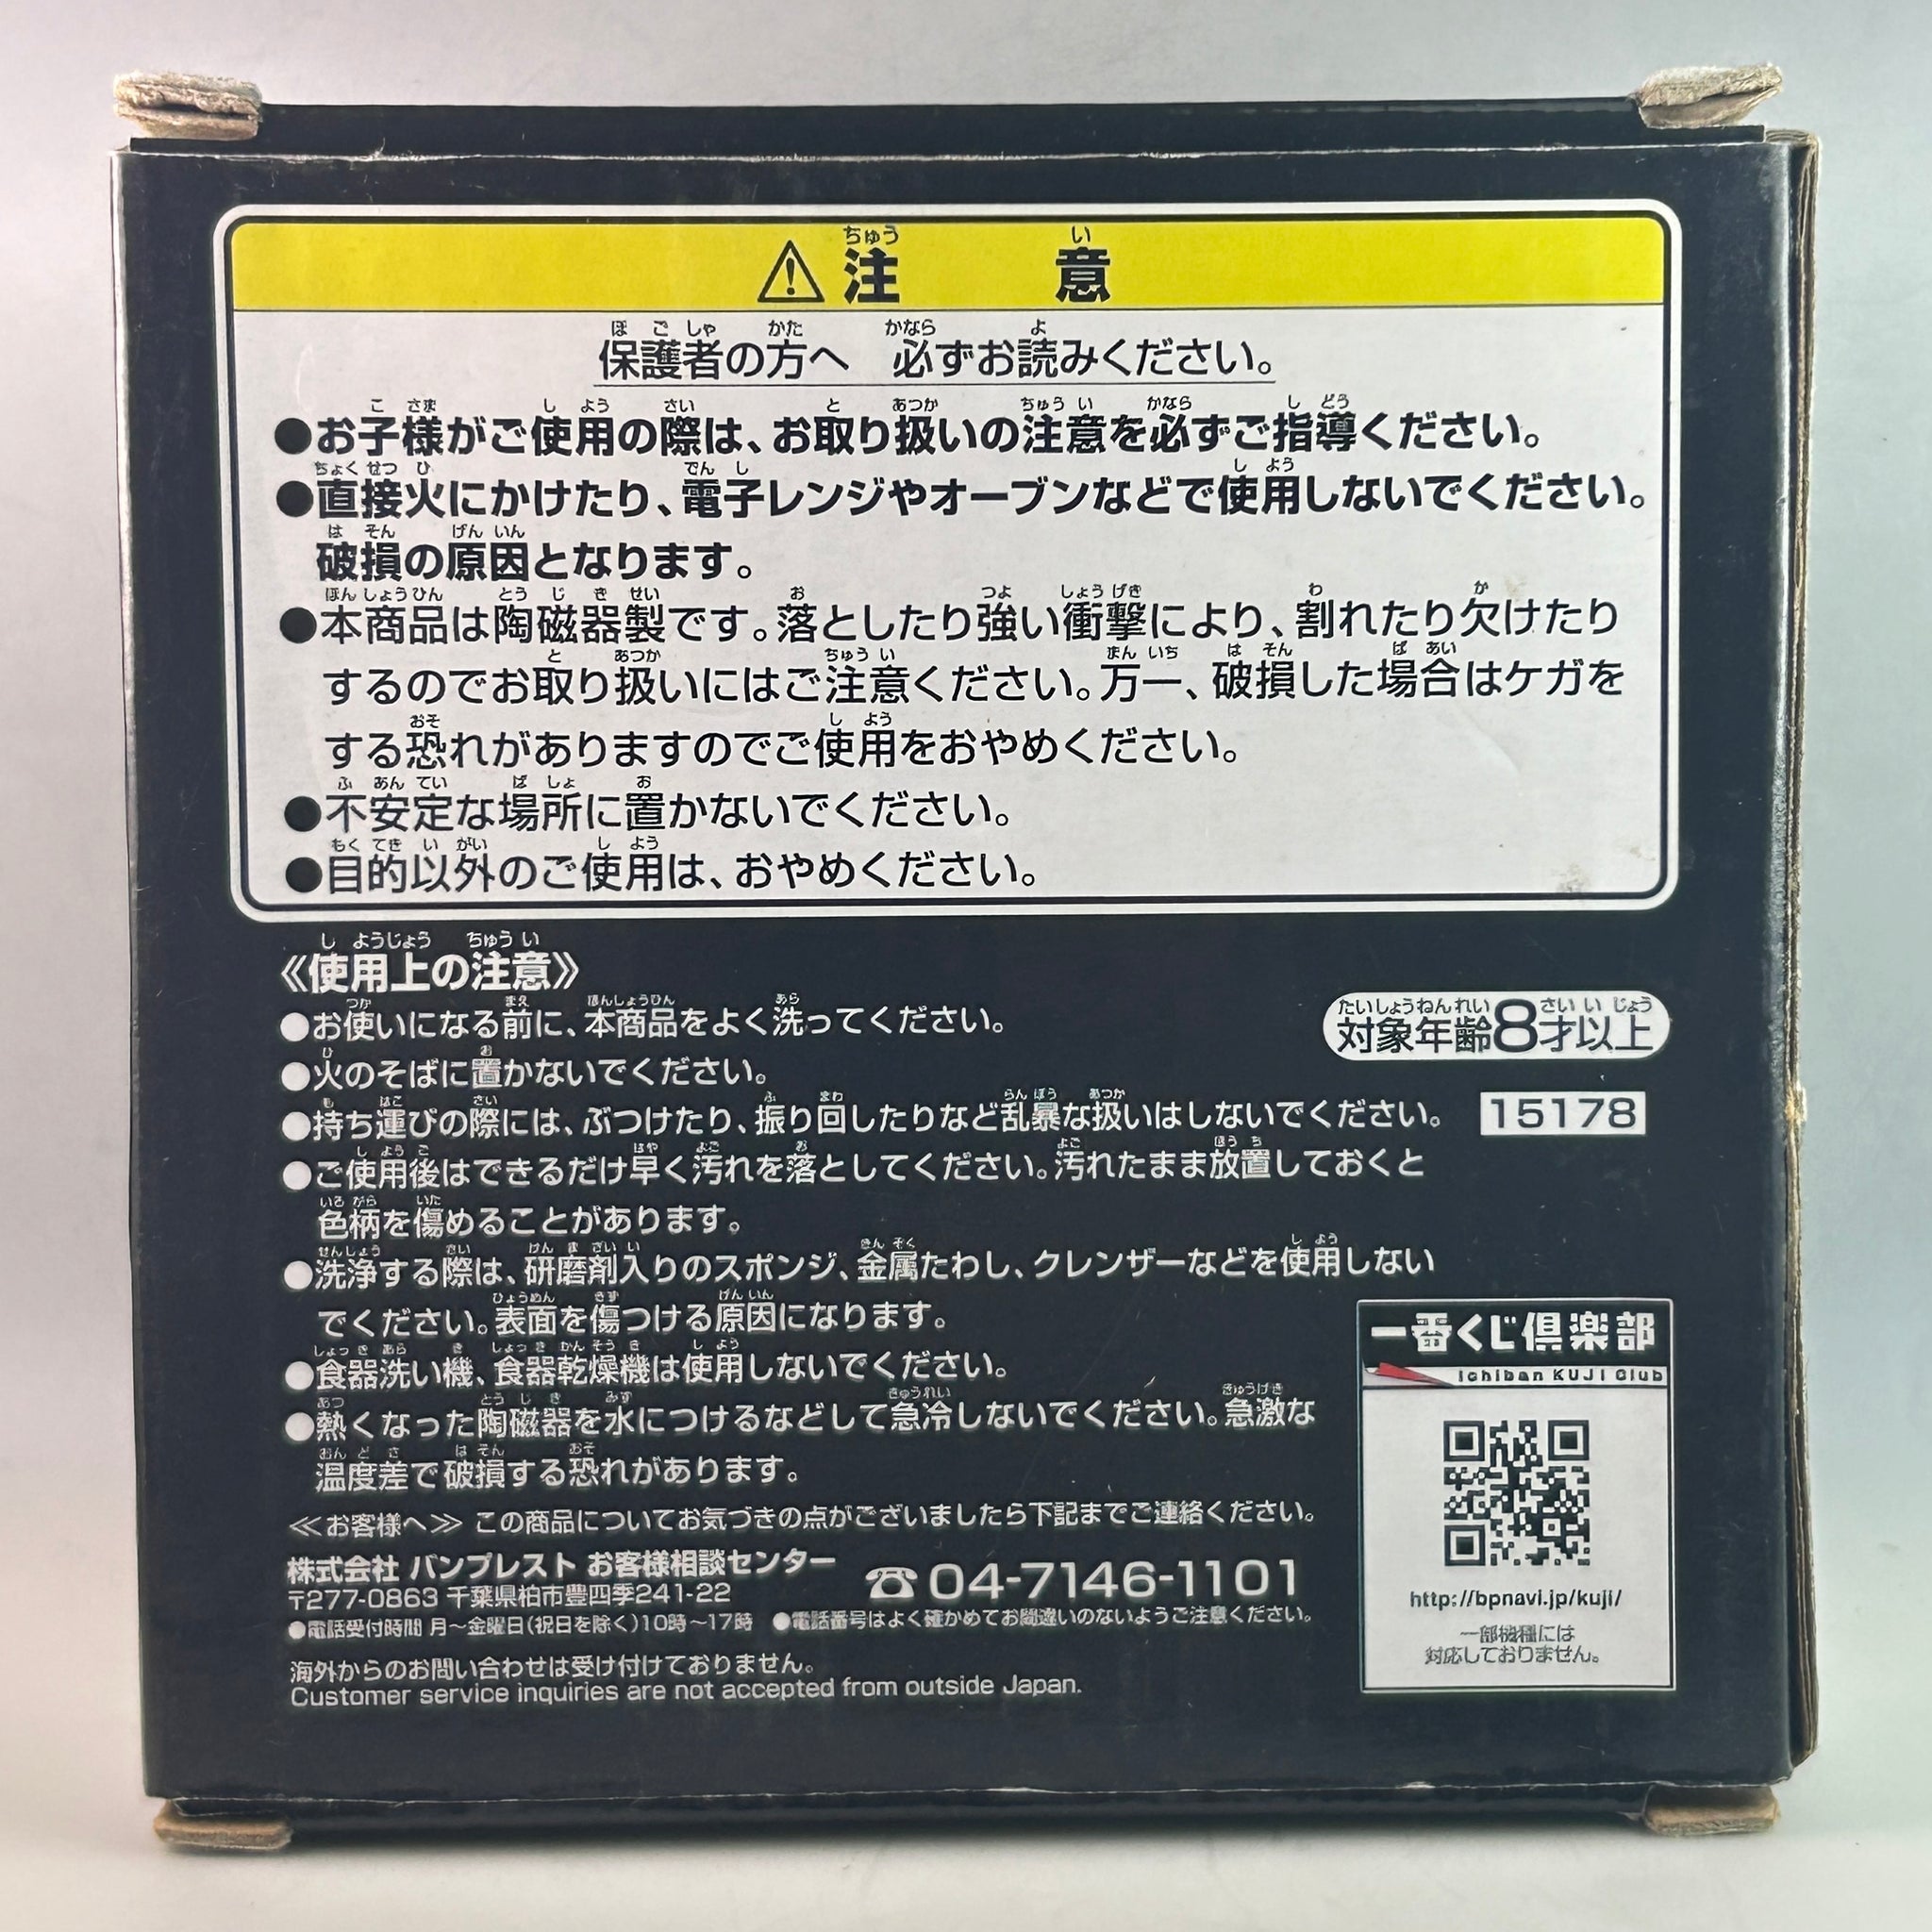 ⚠注意
保護者の方へ 必ずお読みください。
●お子様がご使用の際は、お取り扱いの注意を必ずご指導ください。
●直接火にかけたり、電子レンジやオーブンなどで使用しないでください。
破損の原因となります。
●本商品は陶磁器製です。落としたり強い衝撃により、割れたり欠けたり
するのでお取り扱いにはご注意ください。万一、破損した場合はケガを
する恐れがありますのでご使用をおやめください。
●不安定な場所に置かないでください。
●目的以外のご使用は、おやめください。
《使用上の注意》
●お使いになる前に、本商品をよく洗ってください。
●火のそばに置かないでください。
●持ち運びの際には、ぶつけたり、振り回したりなど乱暴な扱いはしないでください。
●ご使用後はできるだけ早く汚れを落としてください。汚れたまま放置しておくと
色柄を傷めることがあります。
●洗浄する際は、研磨剤入りのスポンジ、金属たわし、クレンザーなどを使用しない
でください。表面を傷つける原因になります。
●食器洗い機、食器乾燥機は使用しないでください。
●熱くなった陶磁器を水につけるなどして急冷しないでください。急激な
温度差で破損する恐れがあります。
対象年齢8才以上
15178
≪お客様へ≫ この商品についてお気づきの点がございましたら下記までご連絡ください。
株式会社 バンプレスト お客様相談センター
〒277-0863 千葉県柏市豊四季241-22
☎04-7146-1101
●電話受付時間 月〜金曜日(祝日を除く)10時〜17時 ●電話番号はよく確かめてお間違いのないようご注意ください。
海外からのお問い合わせは受け付けておりません。
Customer service inquiries are not accepted from outside Japan.
一番くじ倶楽部
Ichiban KUJI Club
http://bpnavi.jp/kuji/
一部機種には
対応しておりません。